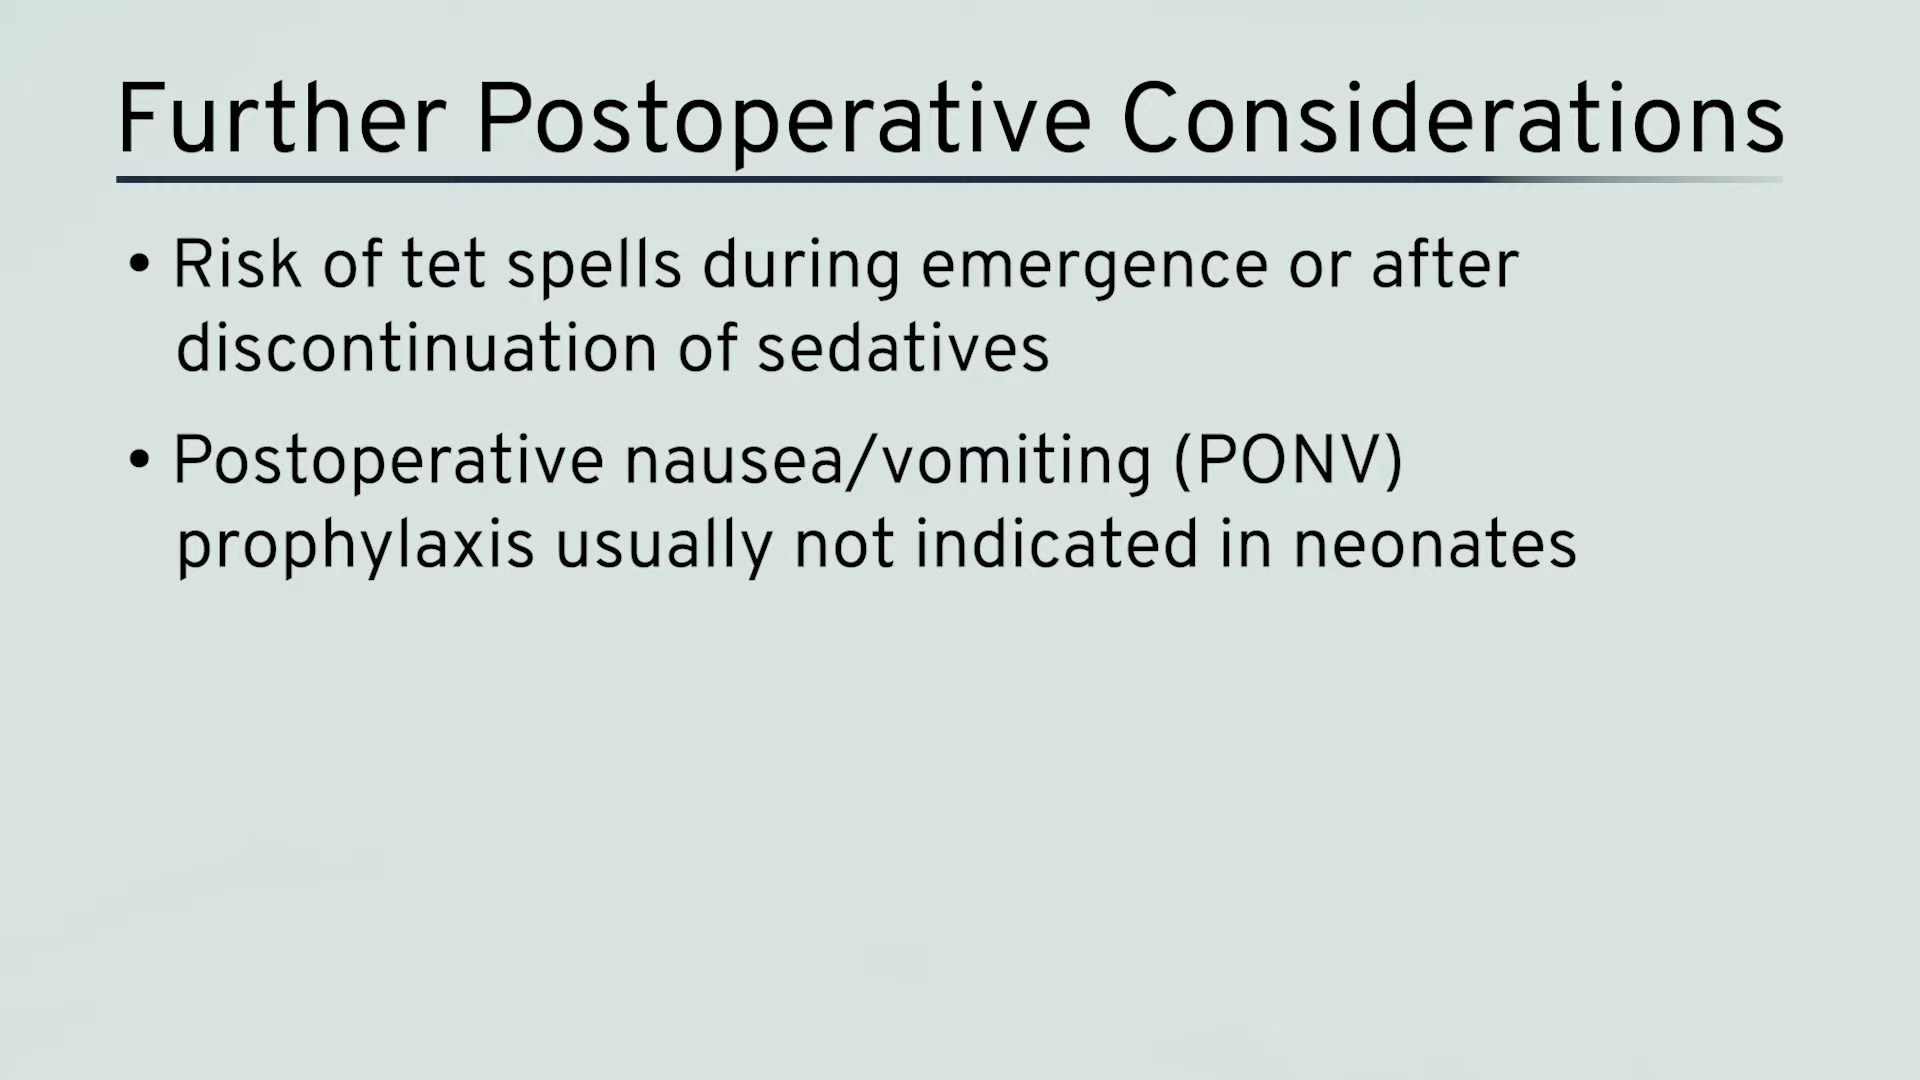 Further Postoperative Considerations
• Risk of tet spells during emergence or after
discontinuation of sedatives
• Postoperative nausea/vomiting (PONV)
prophylaxis usually not indicated in neonates